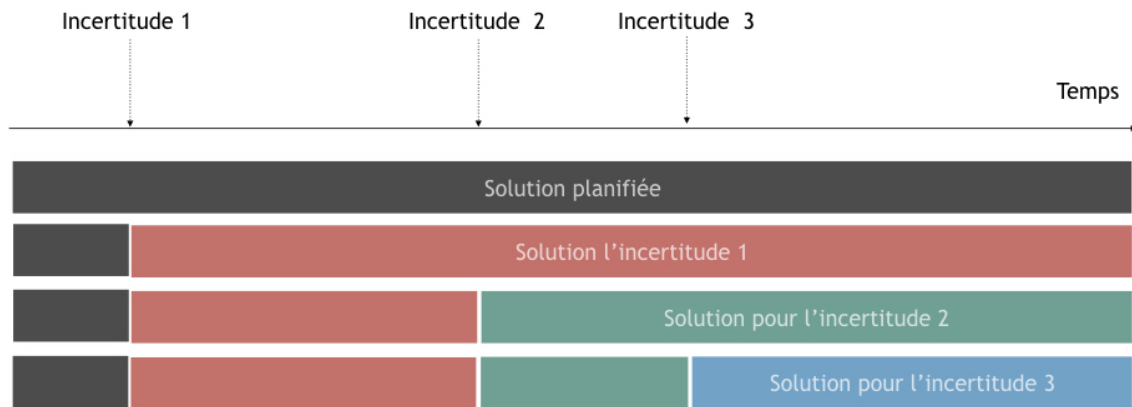 Incertitude 1
Incertitude 2
Incertitude 3
Temps
Solution planifiée
Solution l'incertitude 1
Solution pour l'incertitude 2
Solution pour l'incertitude 3